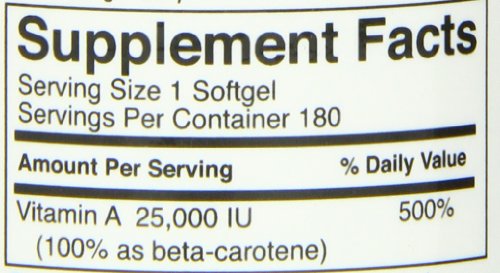 Supplement Facts
Serving Size 1 Softgel
Servings Per Container 180
Amount Per Serving % Daily Value
Vitamin A 25,000 IU 500%
(100% as beta-carotene)